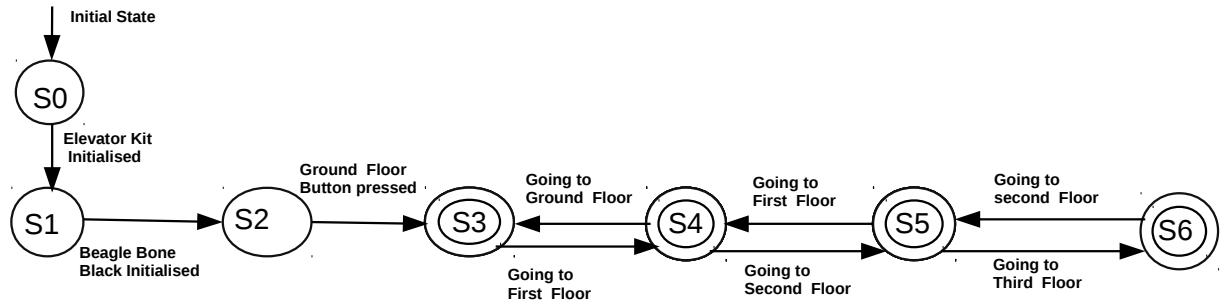 Initial State
S0
Elevator Kit
Initialised
S1
Beagle Bone
Black Initialised
S2
Ground Floor
Button pressed
S3
Going to
Ground Floor
Going to
First Floor
S4
Going to
First Floor
Going to
Second Floor
S5
Going to
second Floor
Going to
Third Floor
S6